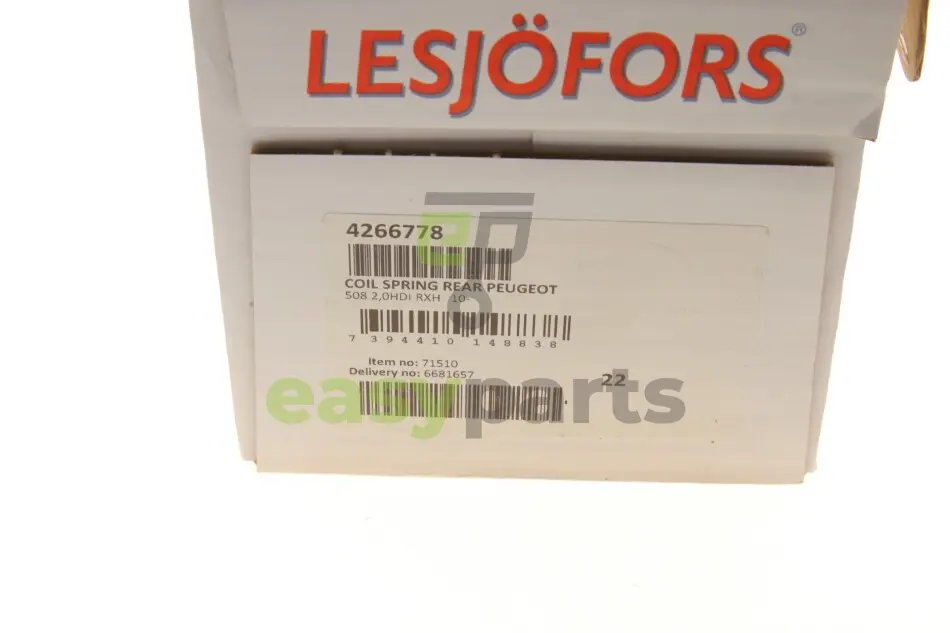 LESJÖFORS®
4266778
COIL SPRING REAR PEUGEOT
508 2,0HDI RXH 10-
7 394410 148838
Item no: 71510
Delivery no: 6681657
22
ep
easyparts